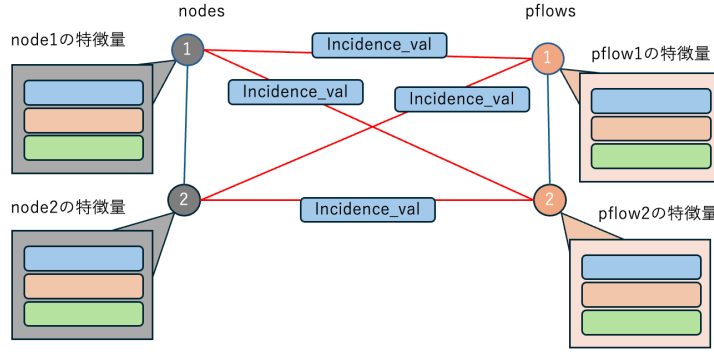 nodes
pflows
node1の特徴量
1
Incidence_val
1
pflow1の特徴量
Incidence_val
Incidence_val
node2の特徴量
2
Incidence_val
2
pflow2の特徴量